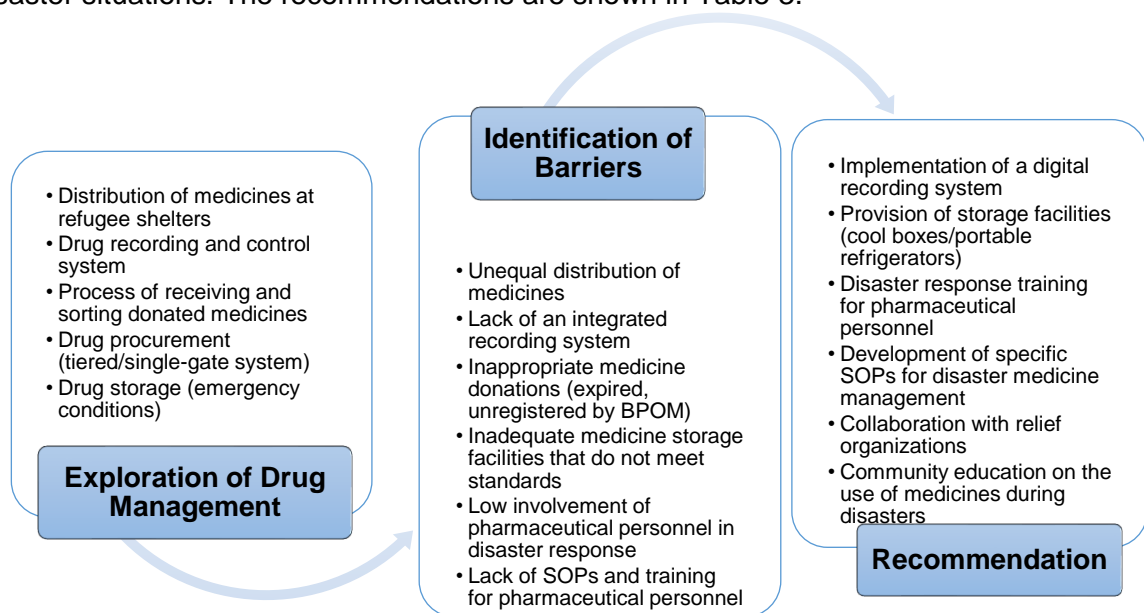 saster situations. The recommendations are shown in Table 3.
• Distribution of medicines at
refugee shelters
• Drug recording and control
system
• Process of receiving and
sorting donated medicines
• Drug procurement
(tiered/single-gate system)
• Drug storage (emergency
conditions)
Exploration of Drug
Management
Identification of
Barriers
• Unequal distribution of
medicines
• Lack of an integrated
recording system
• Inappropriate medicine
donations (expired,
unregistered by BPOM)
• Inadequate medicine storage
facilities that do not meet
standards
• Low involvement of
pharmaceutical personnel in
disaster response
• Lack of SOPs and training
for pharmaceutical personnel
• Implementation of a digital
recording system
• Provision of storage facilities
(cool boxes/portable
refrigerators)
• Disaster response training
for pharmaceutical
personnel
• Development of specific
SOPs for disaster medicine
management
• Collaboration with relief
organizations
• Community education on the
use of medicines during
disasters
Recommendation